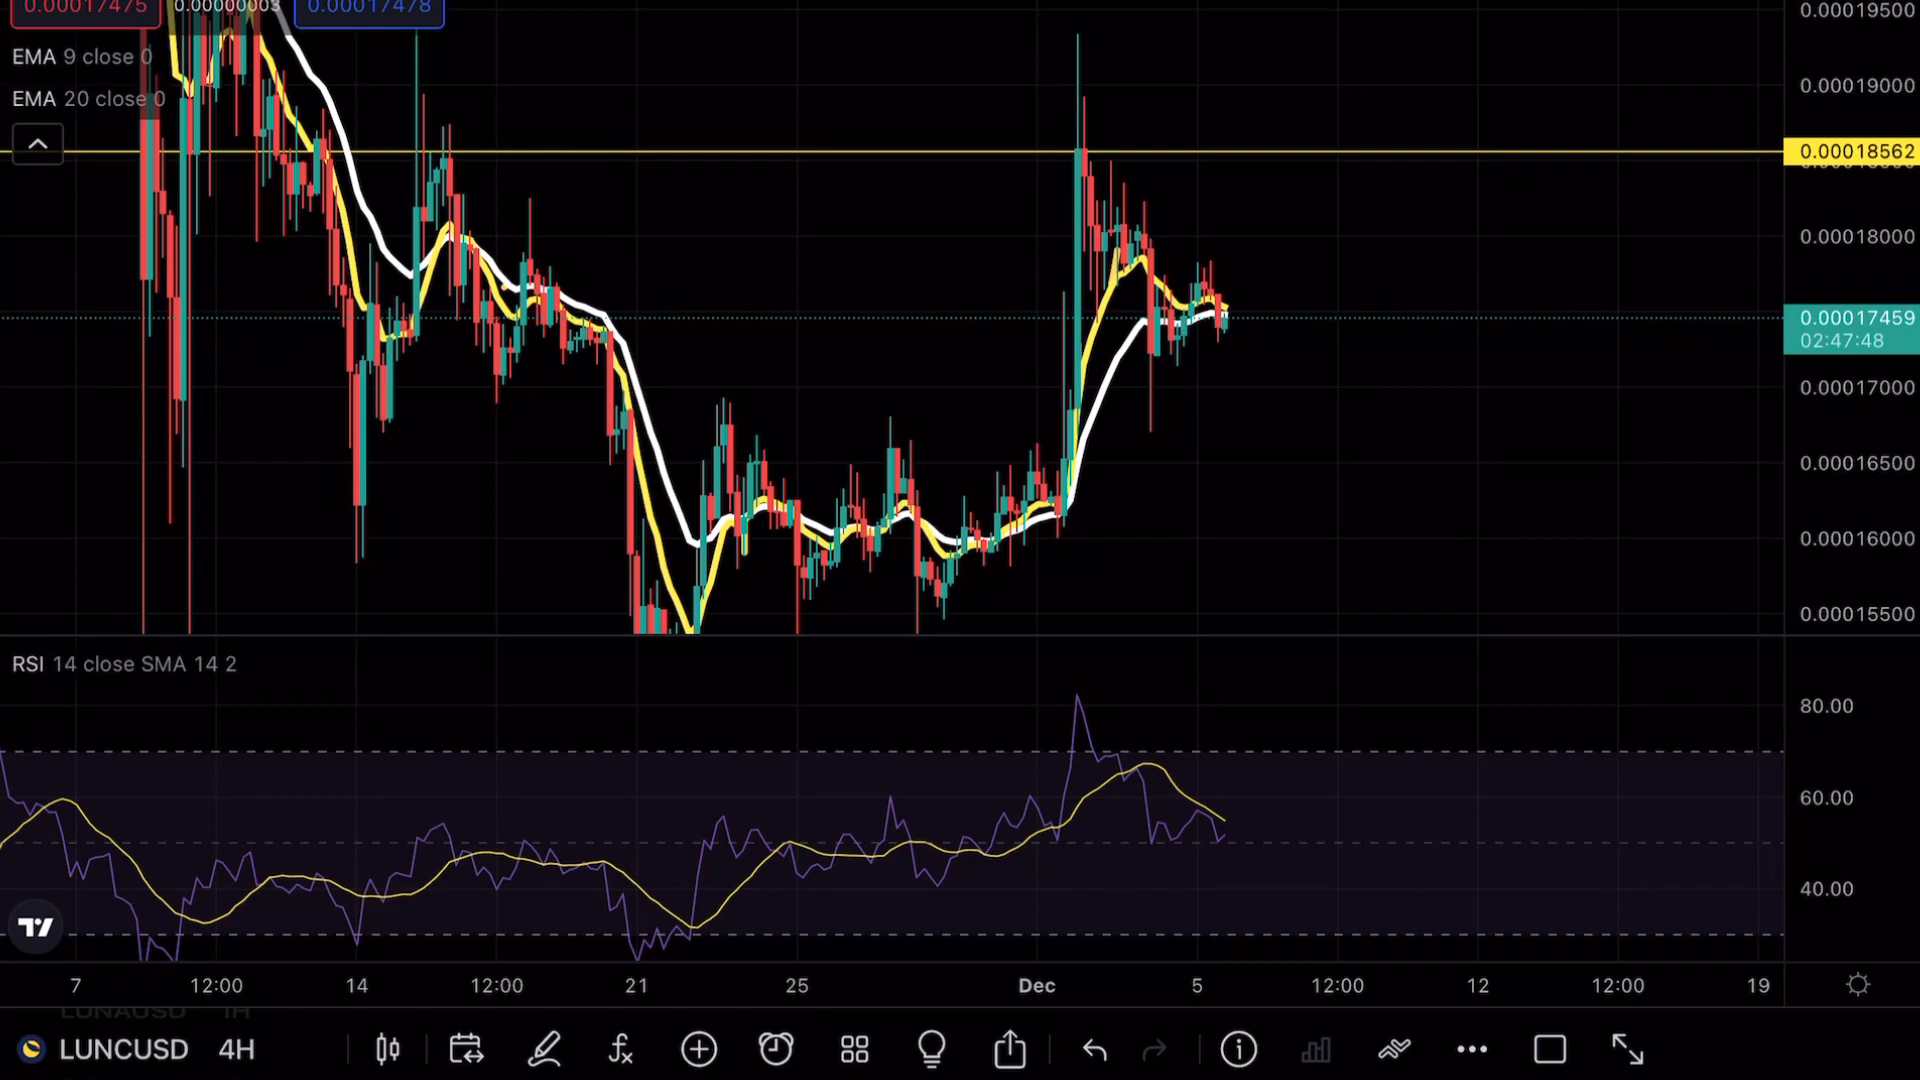 0.00017475 0.00000003 0.00017478
EMA 9 close 0
EMA 20 close 0
0.00019500
0.00019000
0.00018562
0.00018000
0.00017459
02:47:48
0.00017000
0.00016500
0.00016000
0.00015500
RSI 14 close SMA 14 2
80.00
60.00
40.00
7 12:00 14 12:00 21 25 Dec 5 12:00 12 12:00 19
LUNAUSD 1H
LUNCUSD 4H